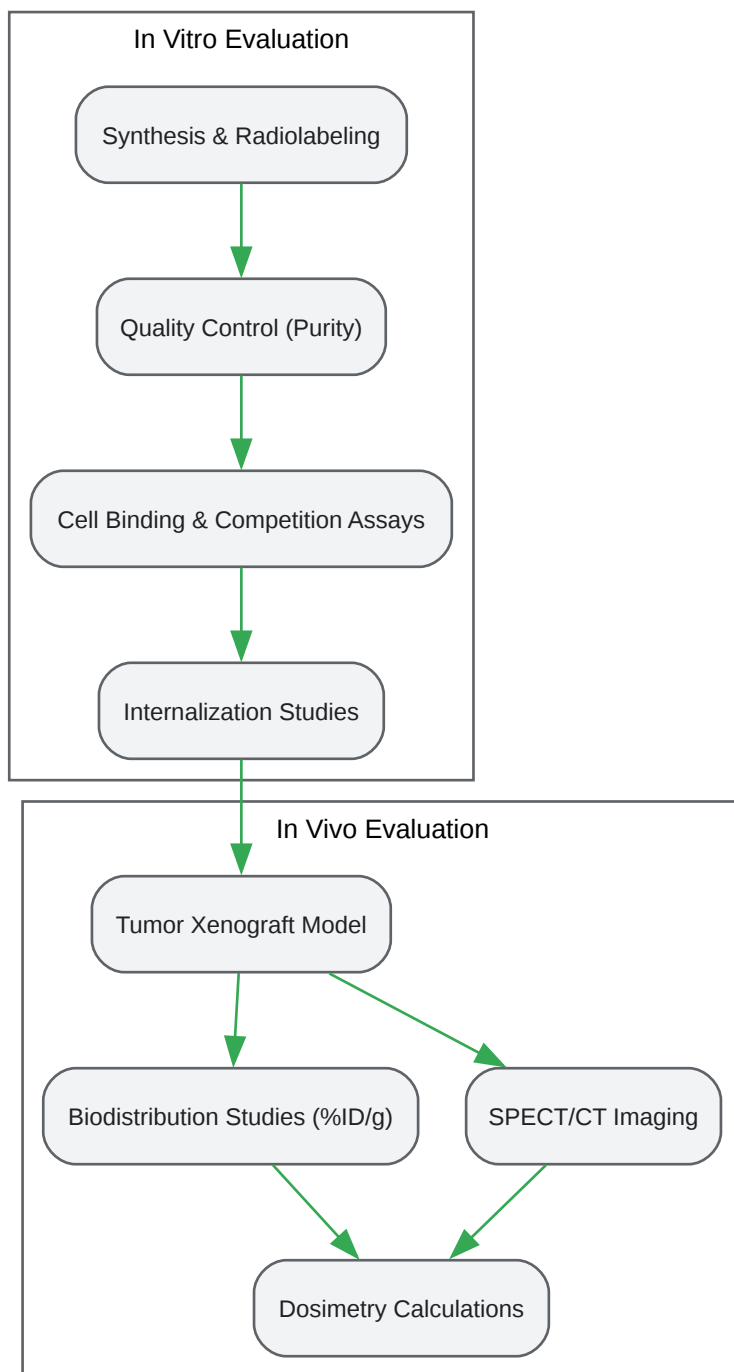 In Vitro Evaluation
Synthesis & Radiolabeling
Quality Control (Purity)
Cell Binding & Competition Assays
Internalization Studies
In Vivo Evaluation
Tumor Xenograft Model
Biodistribution Studies (%ID/g)
SPECT/CT Imaging
Dosimetry Calculations